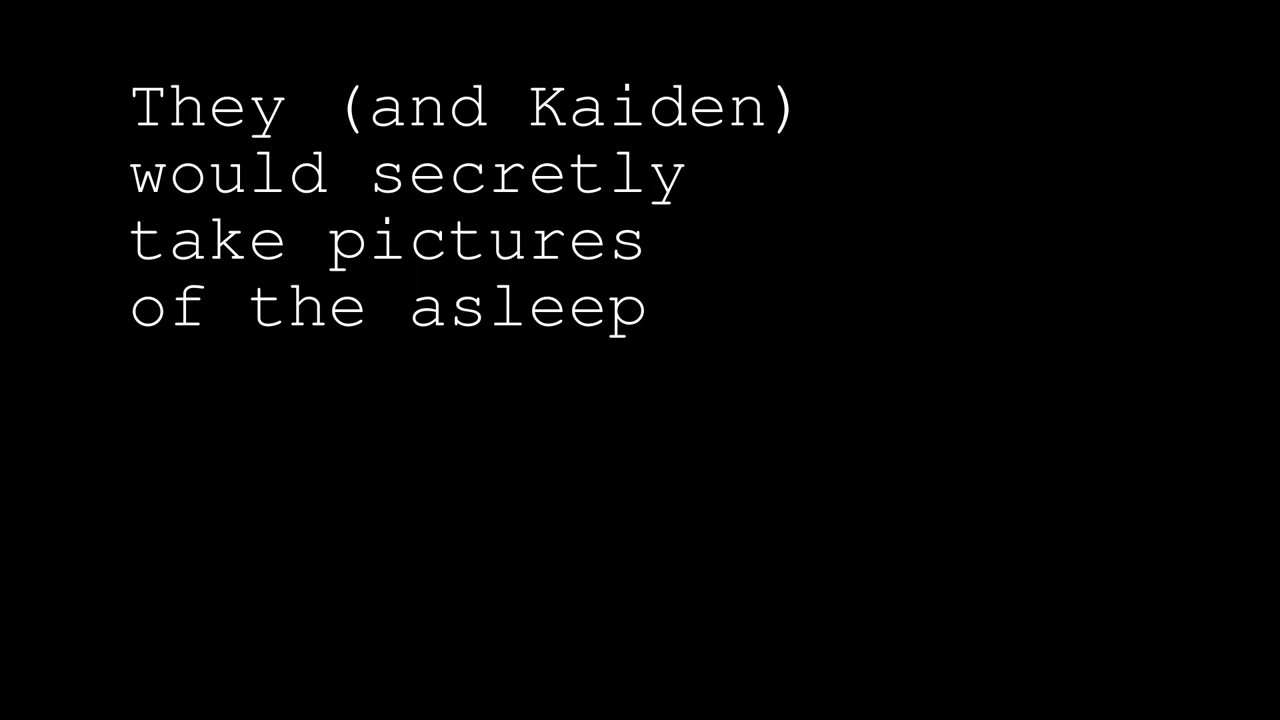 They (and Kaiden)
would secretly
take pictures
of the asleep